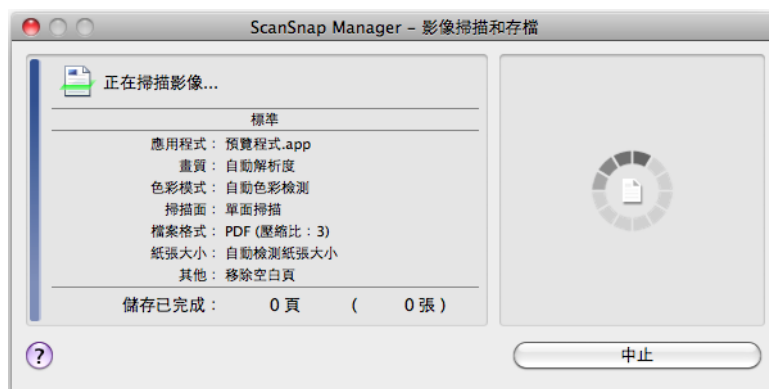 ScanSnap Manager – 影像掃描和存檔
正在掃描影像...
標準
應用程式： 預覽程式.app
畫質： 自動解析度
色彩模式： 自動色彩檢測
掃描面： 單面掃描
檔案格式： PDF (壓縮比：3)
紙張大小： 自動檢測紙張大小
其他： 移除空白頁
儲存已完成： 0 頁 ( 0 張 )
?
中止